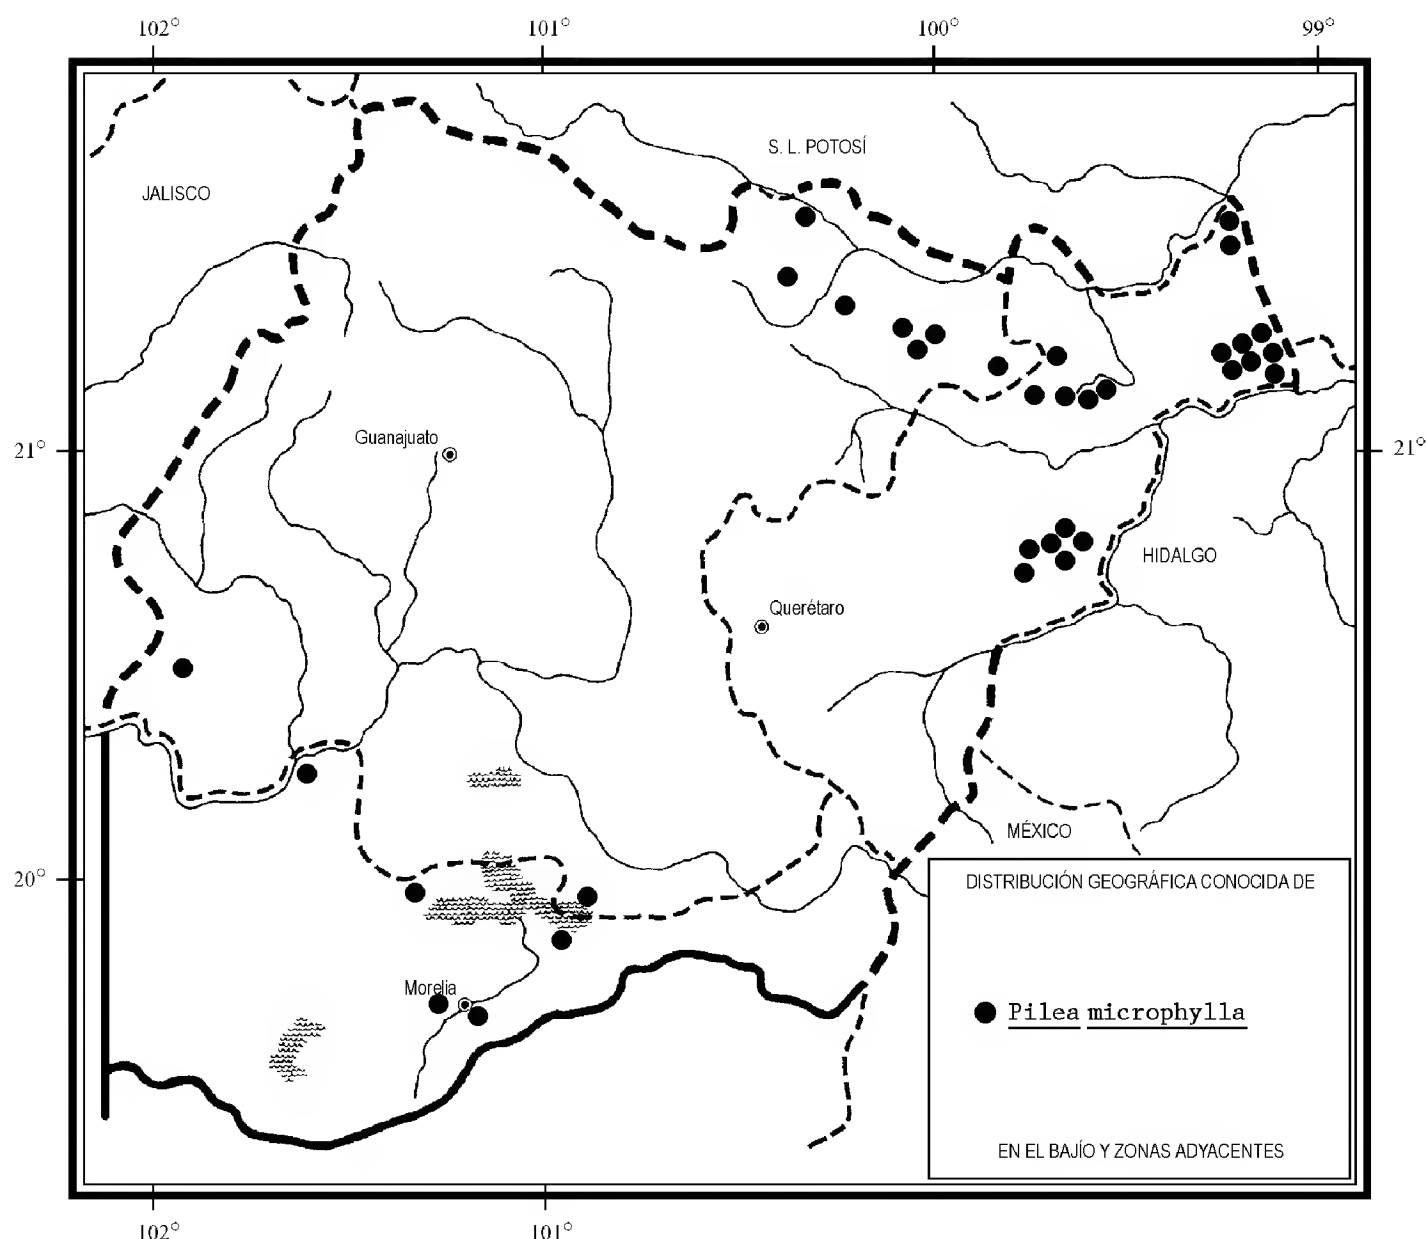 102° 101° 100° 99°
S. L. POTOSÍ
JALISCO
Guanajuato
21° 21°
HIDALGO
Querétaro
MÉXICO
20°
DISTRIBUCIÓN GEOGRÁFICA CONOCIDA DE
Morelia
Pilea microphylla
EN EL BAJÍO Y ZONAS ADYACENTES
102° 101°